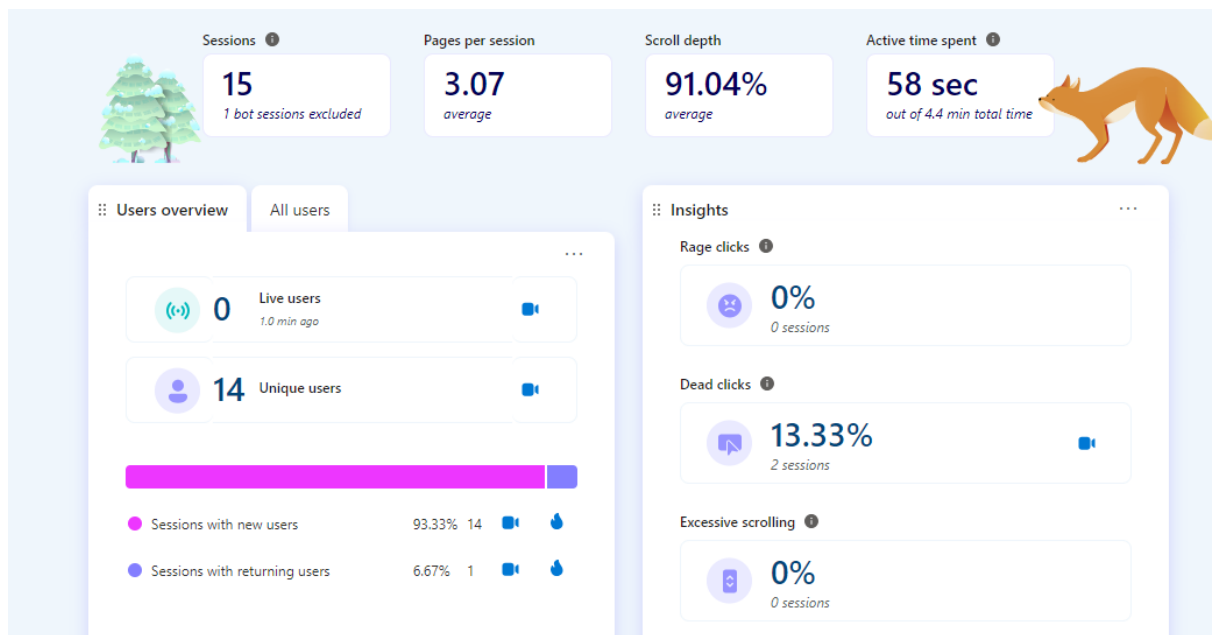 Sessions
Pages per session
Scroll depth
Active time spent
15
1 bot sessions excluded
3.07
average
91.04%
average
58 sec
out of 4.4 min total time
Users overview
All users
0
Live users
1.0 min ago
14
Unique users
Sessions with new users 93.33% 14
Sessions with returning users 6.67% 1
Insights
Rage clicks
0%
0 sessions
Dead clicks
13.33%
2 sessions
Excessive scrolling
0%
0 sessions